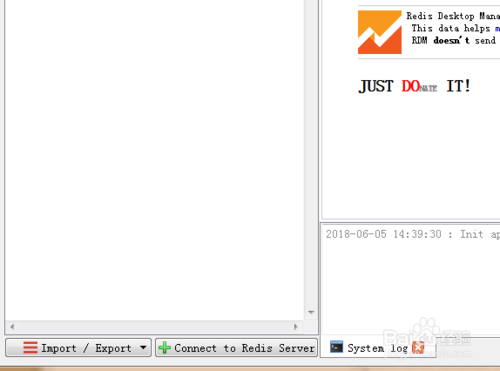 Redis Desktop Mana
This data helps m
RDM doesn't send
JUST DONATE IT!
2018-06-05 14:39:30 : Init ap
Import / Export
Connect to Redis Server
System log
Baidu 经验